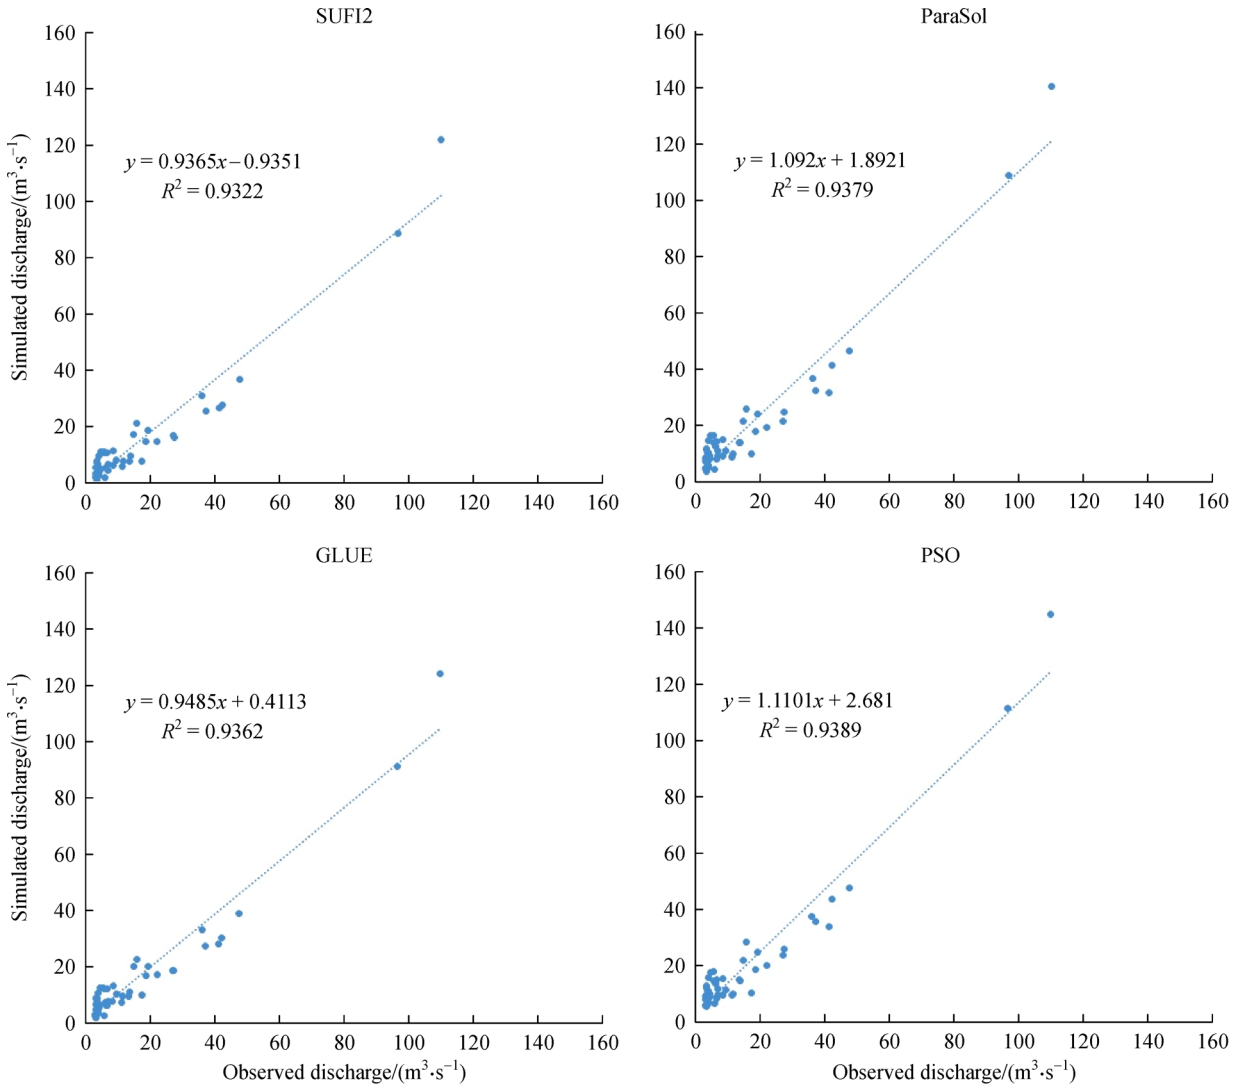 SUFI2
160
140
120
100
80
60
40
20
0
0 20 40 60 80 100 120 140 160
Simulated discharge/(m³·s⁻¹)
y = 0.9365x−0.9351
R² = 0.9322
ParaSol
160
140
120
100
80
60
40
20
0
0 20 40 60 80 100 120 140 160
y = 1.092x + 1.8921
R² = 0.9379
GLUE
160
140
120
100
80
60
40
20
0
0 20 40 60 80 100 120 140 160
Simulated discharge/(m³·s⁻¹)
y = 0.9485x + 0.4113
R² = 0.9362
Observed discharge/(m³·s⁻¹)
PSO
160
140
120
100
80
60
40
20
0
0 20 40 60 80 100 120 140 160
y = 1.1101x + 2.681
R² = 0.9389
Observed discharge/(m³·s⁻¹)